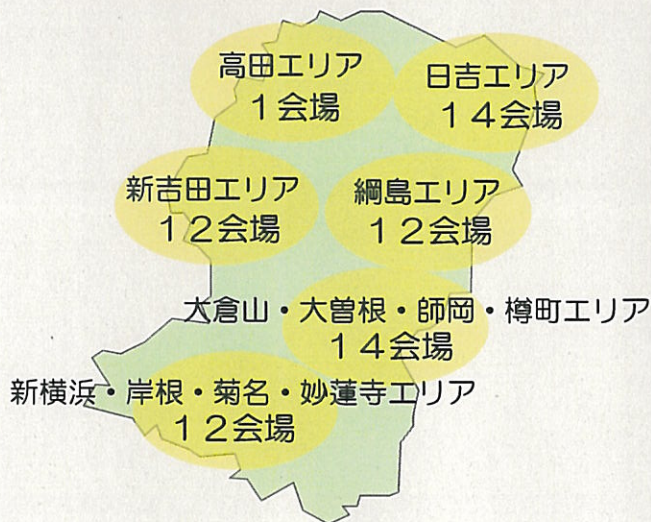 高田エリア
1会場
日吉エリア
14会場
新吉田エリア
12会場
綱島エリア
12会場
大倉山・大曽根・師岡・樽町エリア
14会場
新横浜・岸根・菊名・妙蓮寺エリア
12会場